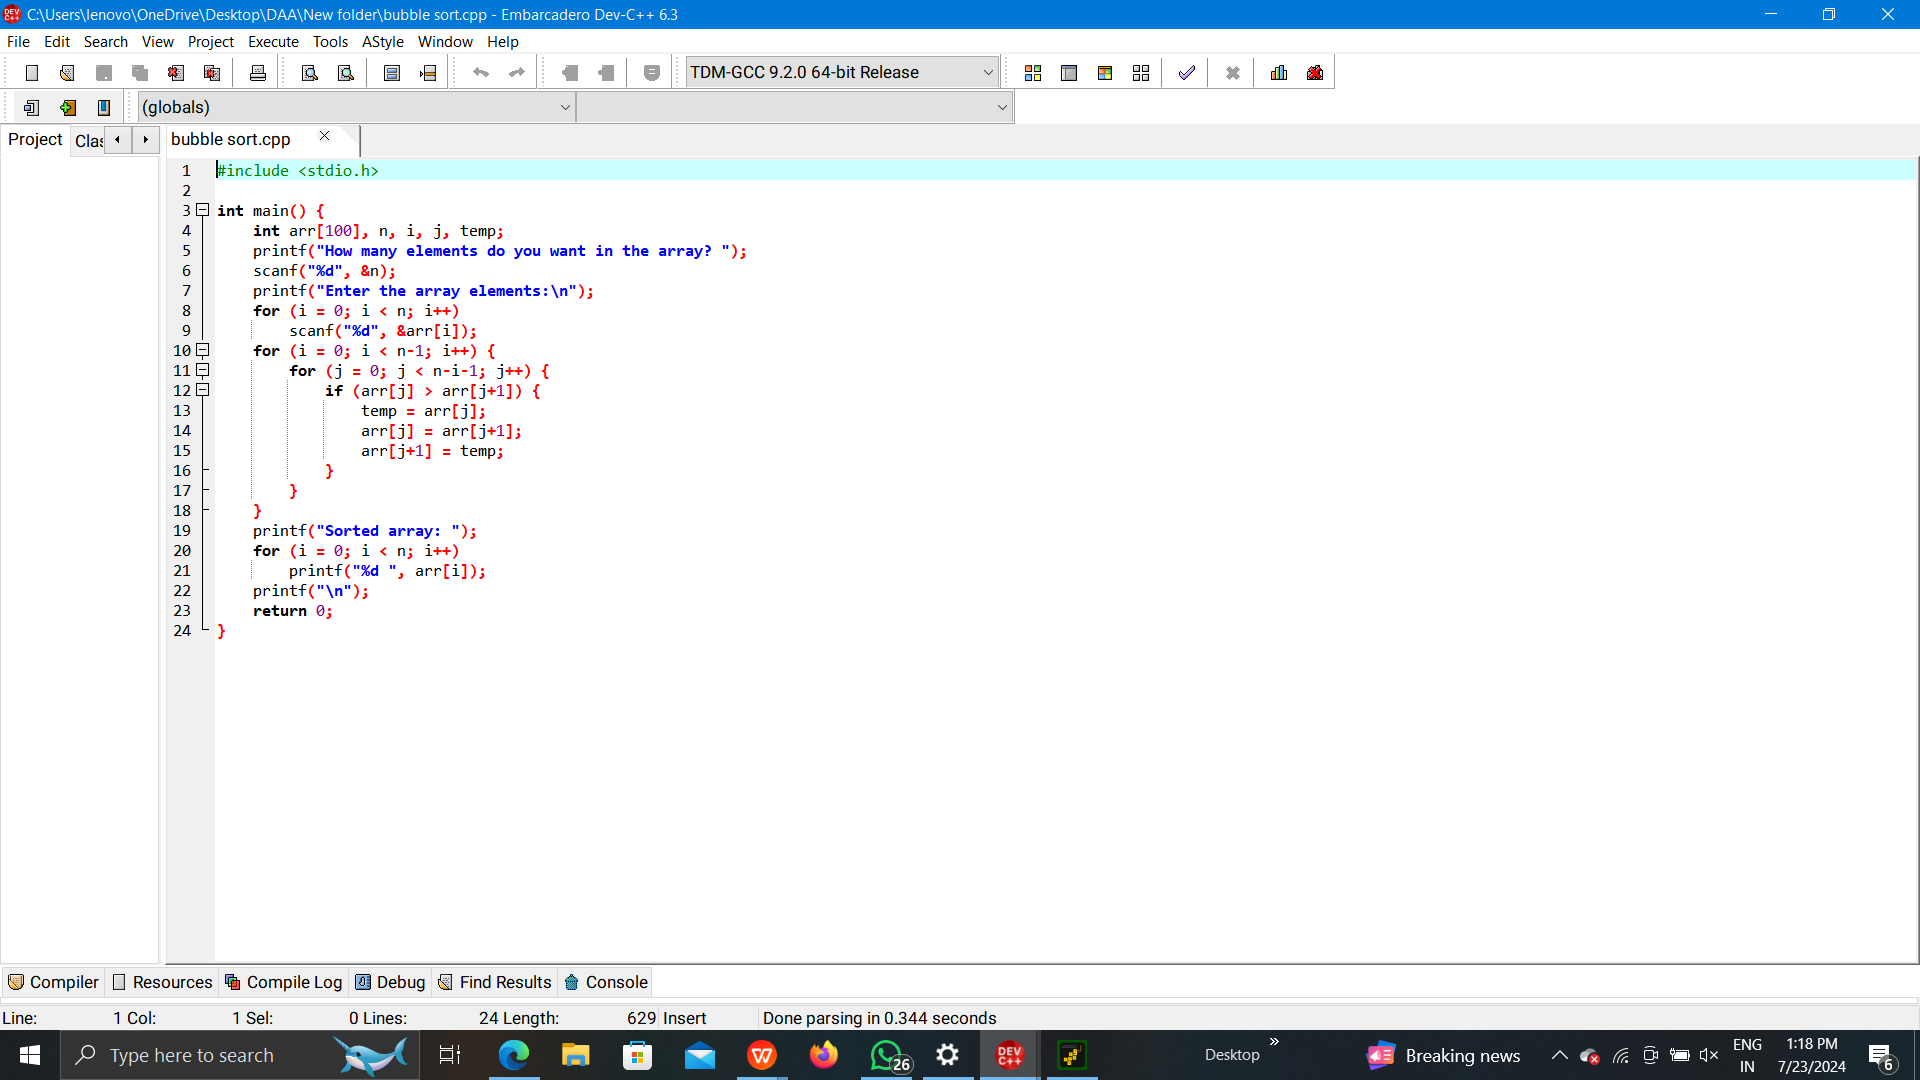 C:\Users\lenovo\OneDrive\Desktop\DAA\New folder\bubble sort.cpp - Embarcadero Dev-C++ 6.3
File Edit Search View Project Execute Tools AStyle Window Help
TDM-GCC 9.2.0 64-bit Release
(globals)
Project Clas bubble sort.cpp
1 #include <stdio.h>
2
3 int main() {
4     int arr[100], n, i, j, temp;
5     printf("How many elements do you want in the array? ");
6     scanf("%d", &n);
7     printf("Enter the array elements:\n");
8     for (i = 0; i < n; i++)
9         scanf("%d", &arr[i]);
10     for (i = 0; i < n-1; i++) {
11         for (j = 0; j < n-i-1; j++) {
12             if (arr[j] > arr[j+1]) {
13                 temp = arr[j];
14                 arr[j] = arr[j+1];
15                 arr[j+1] = temp;
16             }
17         }
18     }
19     printf("Sorted array: ");
20     for (i = 0; i < n; i++)
21         printf("%d ", arr[i]);
22     printf("\n");
23     return 0;
24 }
Compiler Resources Compile Log Debug Find Results Console
Line: 1 Col: 1 Sel: 0 Lines: 24 Length: 629 Insert Done parsing in 0.344 seconds
Type here to search 26 DEV C++ Desktop » Breaking news ENG IN 1:18 PM 7/23/2024 6